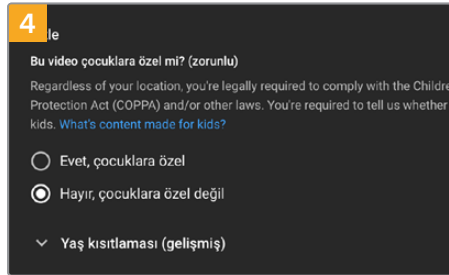 4
le
Bu video çocuklara özel mi? (zorunlu)
Regardless of your location, you're legally required to comply with the Childre
Protection Act (COPPA) and/or other laws. You're required to tell us whether
kids. What's content made for kids?
Evet, çocuklara özel
Hayır, çocuklara özel değil
Yaş kısıtlaması (gelişmiş)